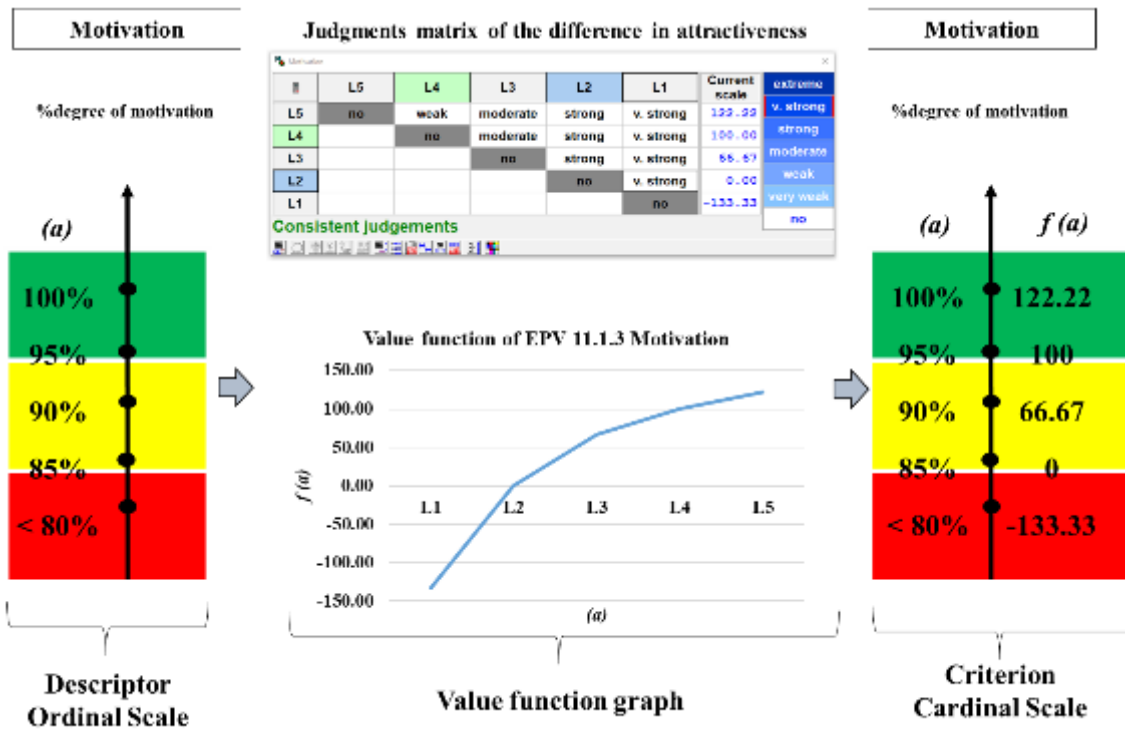 Motivation
Judgments matrix of the difference in attractiveness
Motivation
%degree of motivation
Motivation
L5 L4 L3 L2 L1 Current scale extreme
L5 no weak moderate strong v. strong 122.22 v. strong
L4 no moderate strong v. strong 100.00 strong
L3 no strong v. strong 66.67 moderate
L2 no v. strong 0.00 weak
L1 no -133.33 very weak
no
Consistent judgements
%degree of motivation
(a)
100%
95%
90%
85%
< 80%
Value function of EPV 11.1.3 Motivation
150.00
100.00
50.00
0.00
-50.00
-100.00
-150.00
f (a)
L1 L2 L3 L4 L5
(a)
(a) f (a)
100% 122.22
95% 100
90% 66.67
85% 0
< 80% -133.33
Descriptor
Ordinal Scale
Value function graph
Criterion
Cardinal Scale